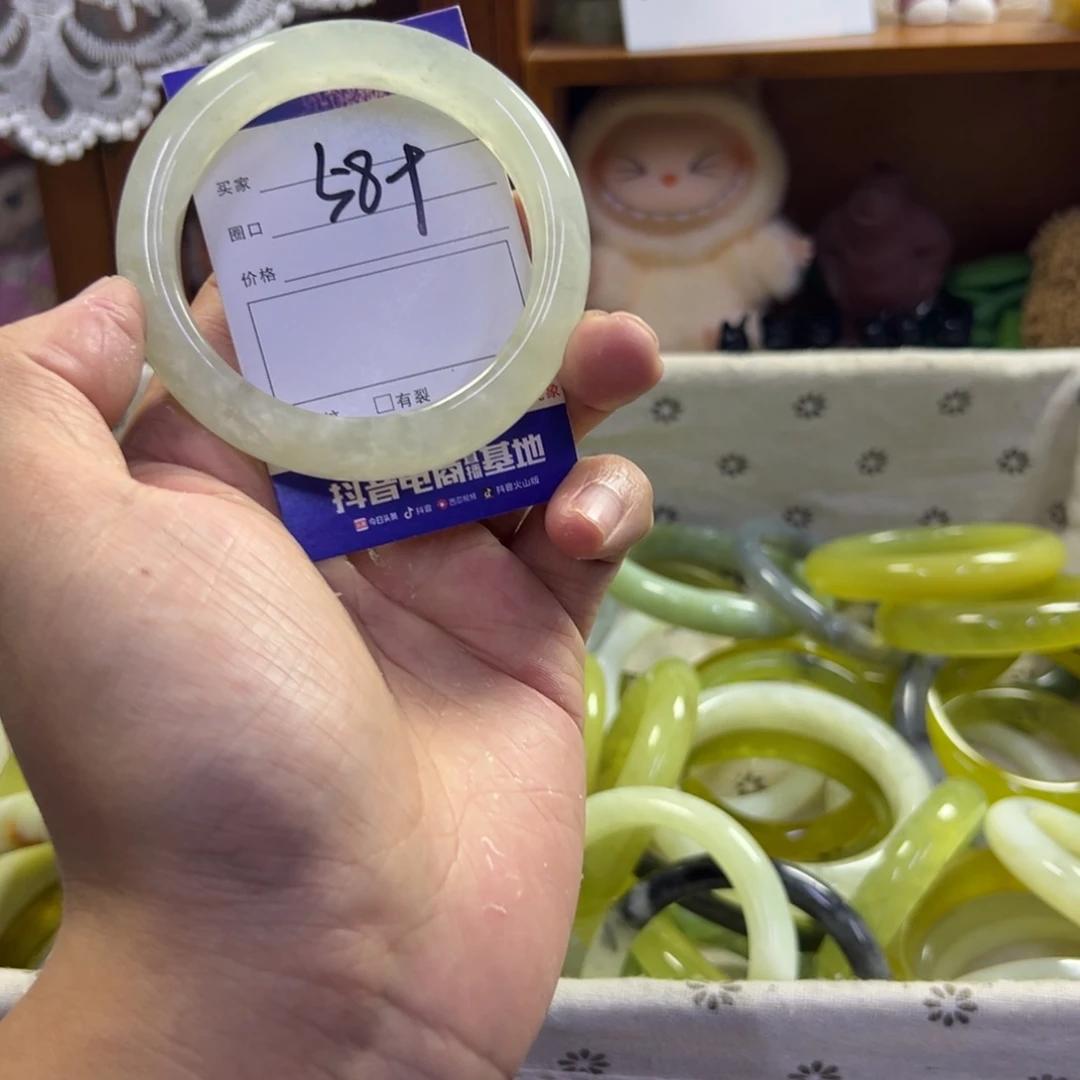 买家
58个
圈口
价格
□有裂
抖音电商直播基地
今日头条 抖音 西瓜视频 抖音火山版